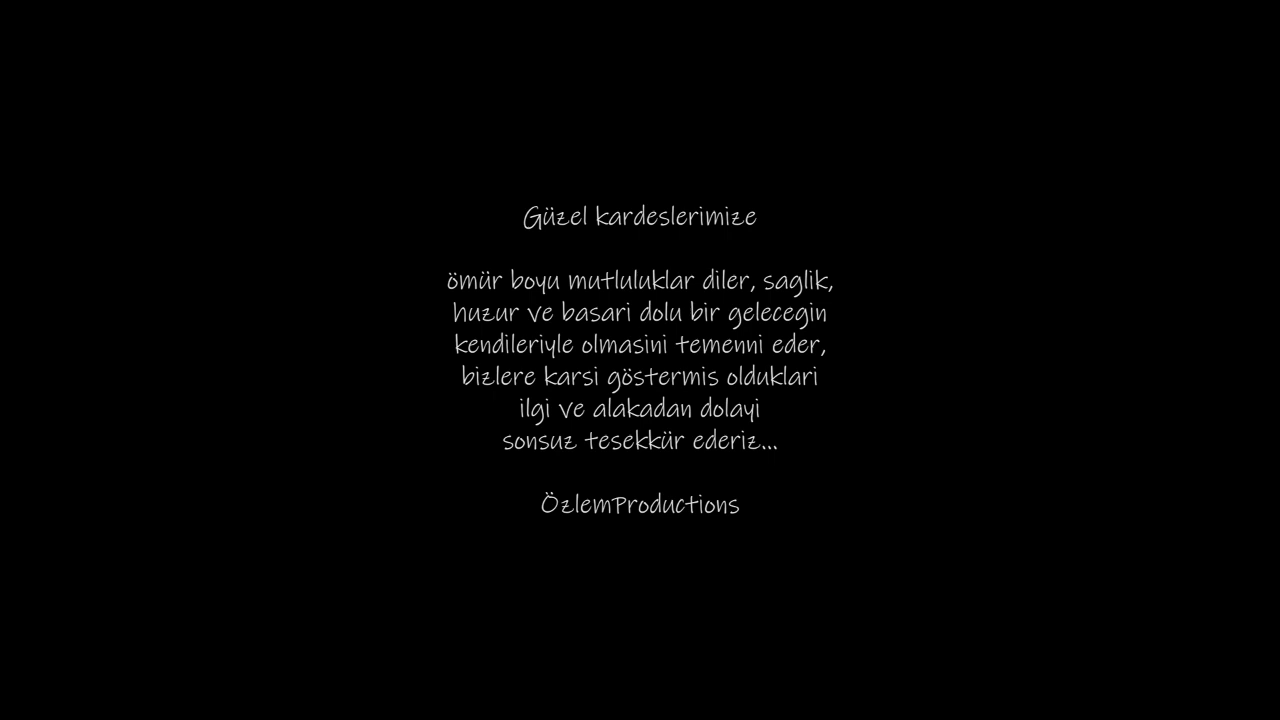 Güzel kardeslerimize
ömür boyu mutluluklar diler, saglik,
huzur ve basari dolu bir gelecegin
kendileriyle olmasini temenni eder,
bizlere karsi göstermis olduklari
ilgi ve alakadan dolayi
sonsuz tesekkür ederiz...
ÖzlemProductions